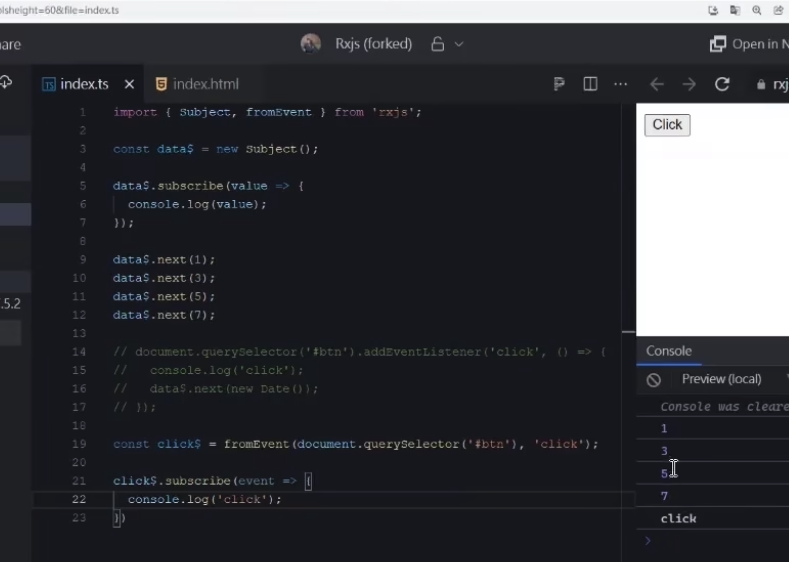 lsheight=60&file=index.ts
are
Rxjs (forked)
Open in N
index.ts
index.html
rxj
1 import { Subject, fromEvent } from 'rxjs';
2
3 const data$ = new Subject();
4
5 data$.subscribe(value => {
6 console.log(value);
7 });
8
9 data$.next(1);
10 data$.next(3);
11 data$.next(5);
12 data$.next(7);
13
14 // document.querySelector('#btn').addEventListener('click', () => {
15 //   console.log('click');
16 //   data$.next(new Date());
17 // });
18
19 const click$ = fromEvent(document.querySelector('#btn'), 'click');
20
21 click$.subscribe(event => {
22 console.log('click');
23 })
.5.2
Click
Console
Preview (local)
Console was cleare
1
3
5
7
click